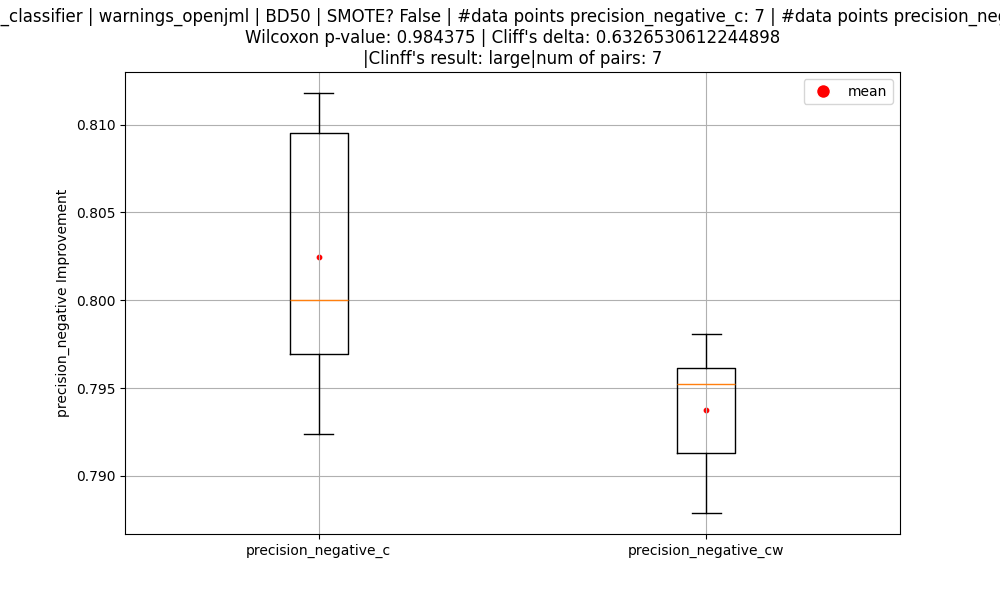 _classifier | warnings_openjml | BD50 | SMOTE? False | #data points precision_negative_c: 7 | #data points
Wilcoxon p-value: 0.984375 | Cliff's delta: 0.6326530612244898
|Clinff's result: large|num of pairs: 7
mean
0.810
0.805
0.800
0.795
0.790
precision_negative Improvement
precision_negative_c
precision_negative_cw